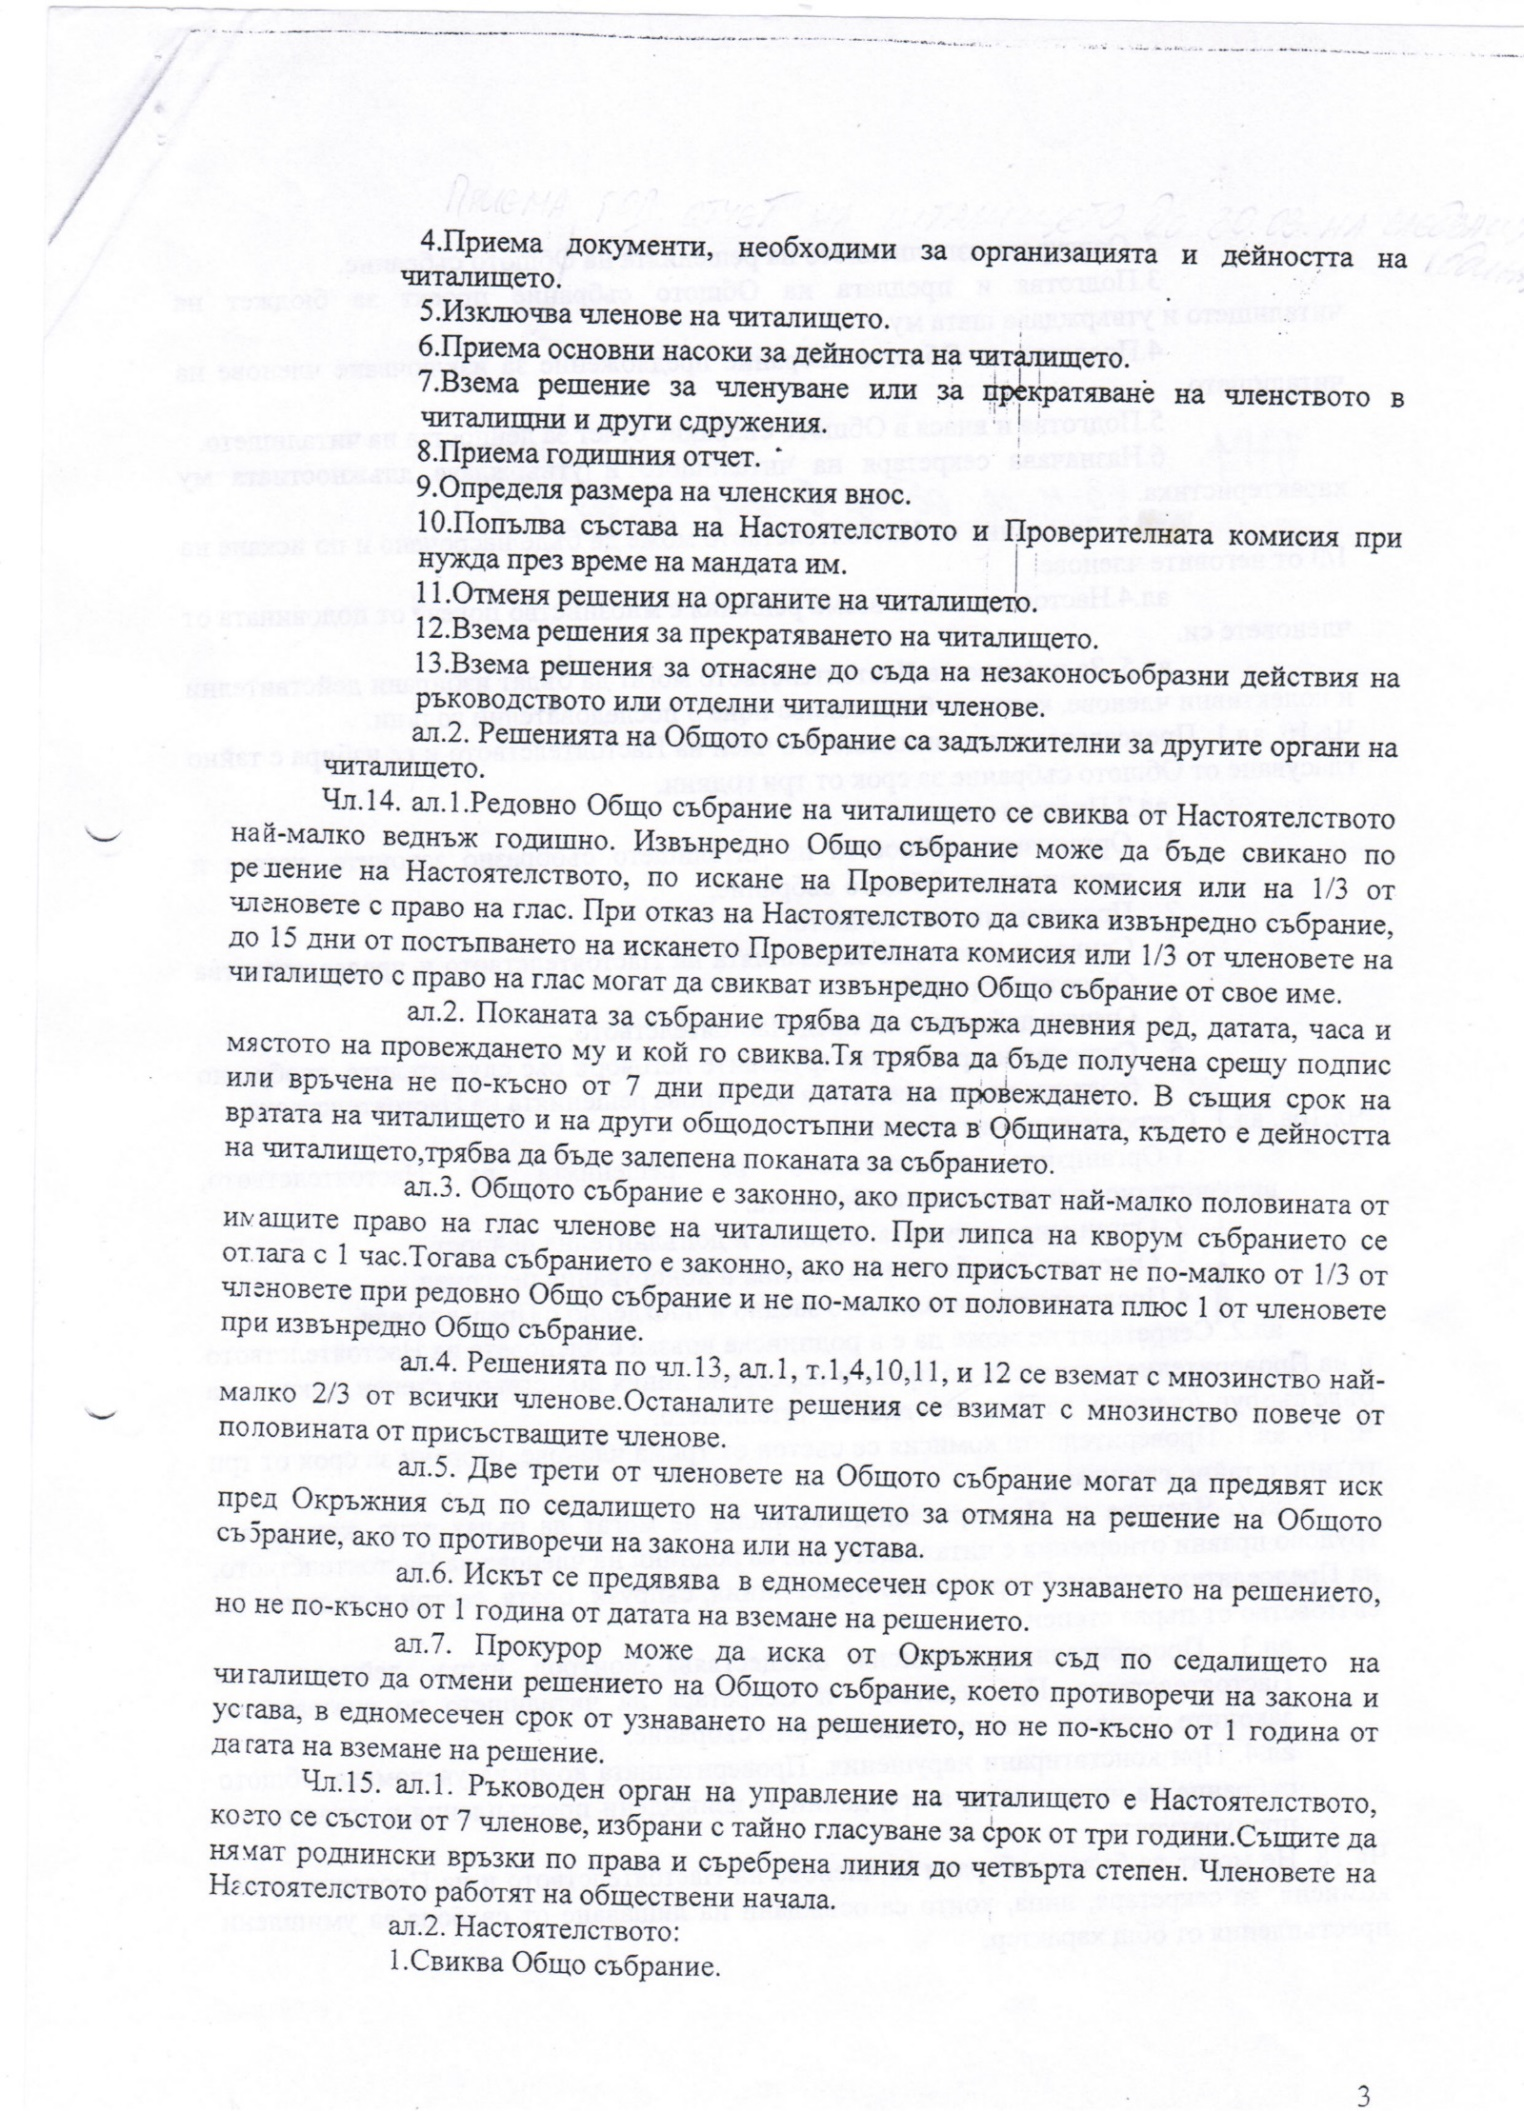 4.Приема документи, необходими за организацията и дейността на
читалището.
5.Изключва членове на читалището.
6.Приема основни насоки за дейността на читалището.
7.Взема решение за членуване или за прекратяване на членството в
читалищни и други сдружения.
8.Приема годишния отчет.
9.Определя размера на членския внос.
10.Попълва състава на Настоятелството и Проверителната комисия при
нужда през време на мандата им.
11.Отменя решения на органите на читалището.
12.Взема решения за прекратяването на читалището.
13.Взема решения за отнасяне до съда на незаконосъобразни действия на
ръководството или отделни читалищни членове.
ал.2. Решенията на Общото събрание са задължителни за другите органи на
читалището.
Чл.14. ал.1.Редовно Общо събрание на читалището се свиква от Настоятелството
най-малко веднъж годишно. Извънредно Общо събрание може да бъде свикано по
решение на Настоятелството, по искане на Проверителната комисия или на 1/3 от
членовете с право на глас. При отказ на Настоятелството да свика извънредно събрание,
до 15 дни от постъпването на искането Проверителната комисия или 1/3 от членовете на
читалището с право на глас могат да свикват извънредно Общо събрание от свое име.
ал.2. Поканата за събрание трябва да съдържа дневния ред, датата, часа и
мястото на провеждането му и кой го свиква.Тя трябва да бъде получена срещу подпис
или връчена не по-късно от 7 дни преди датата на провеждането. В същия срок на
вратата на читалището и на други общодостъпни места в Общината, където е дейността
на читалището,трябва да бъде залепена поканата за събранието.
ал.3. Общото събрание е законно, ако присъстват най-малко половината от
имащите право на глас членове на читалището. При липса на кворум събранието се
отлага с 1 час.Тогава събранието е законно, ако на него присъстват не по-малко от 1/3 от
членовете при редовно Общо събрание и не по-малко от половината плюс 1 от членовете
при извънредно Общо събрание.
ал.4. Решенията по чл.13, ал.1, т.1,4,10,11, и 12 се вземат с мнозинство най-
малко 2/3 от всички членове.Останалите решения се взимат с мнозинство повече от
половината от присъстващите членове.
ал.5. Две трети от членовете на Общото събрание могат да предявят иск
пред Окръжния съд по седалището на читалището за отмяна на решение на Общото
събрание, ако то противоречи на закона или на устава.
ал.6. Искът се предявява в едномесечен срок от узнаването на решението,
но не по-късно от 1 година от датата на вземане на решението.
ал.7. Прокурор може да иска от Окръжния съд по седалището на
читалището да отмени решението на Общото събрание, което противоречи на закона и
устава, в едномесечен срок от узнаването на решението, но не по-късно от 1 година от
датата на вземане на решение.
Чл.15. ал.1. Ръководен орган на управление на читалището е Настоятелството,
което се състои от 7 членове, избрани с тайно гласуване за срок от три години.Същите да
нямат роднински връзки по права и съребрена линия до четвърта степен. Членовете на
Настоятелството работят на обществени начала.
ал.2. Настоятелството:
1.Свиква Общо събрание.
3